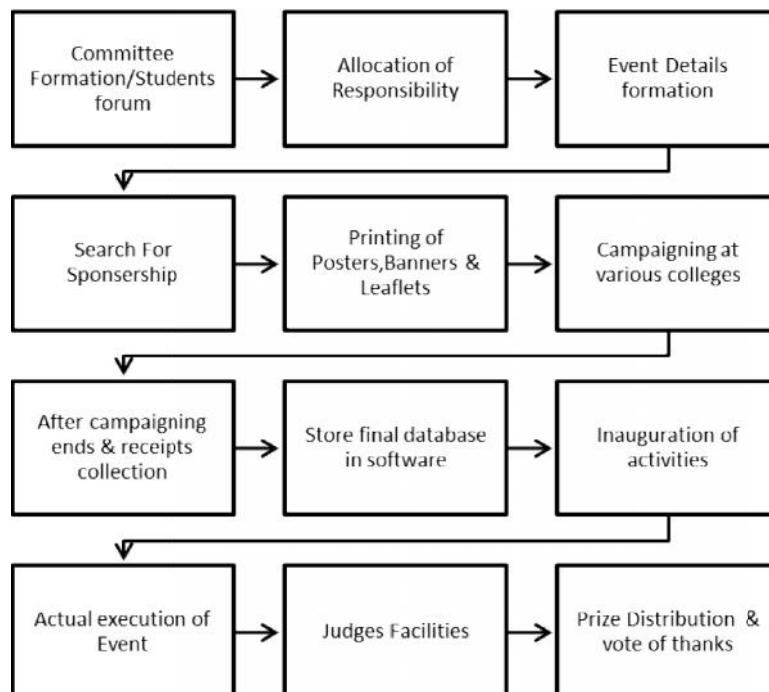 Committee
Formation/Students
forum
Allocation of
Responsibility
Event Details
formation
Search For
Sponsership
Printing of
Posters,Banners &
Leaflets
Campaigning at
various colleges
After campaigning
ends & receipts
collection
Store final database
in software
Inauguration of
activities
Actual execution of
Event
Judges Facilities
Prize Distribution &
vote of thanks